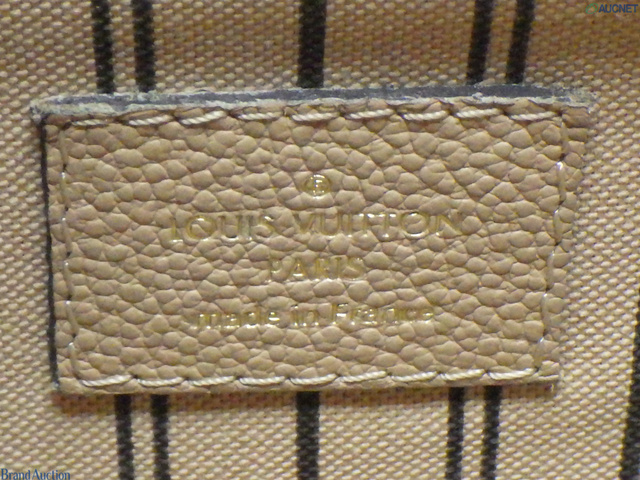 AUCNET
LOUIS VUITTON
PARIS
made in France
Brand Auction